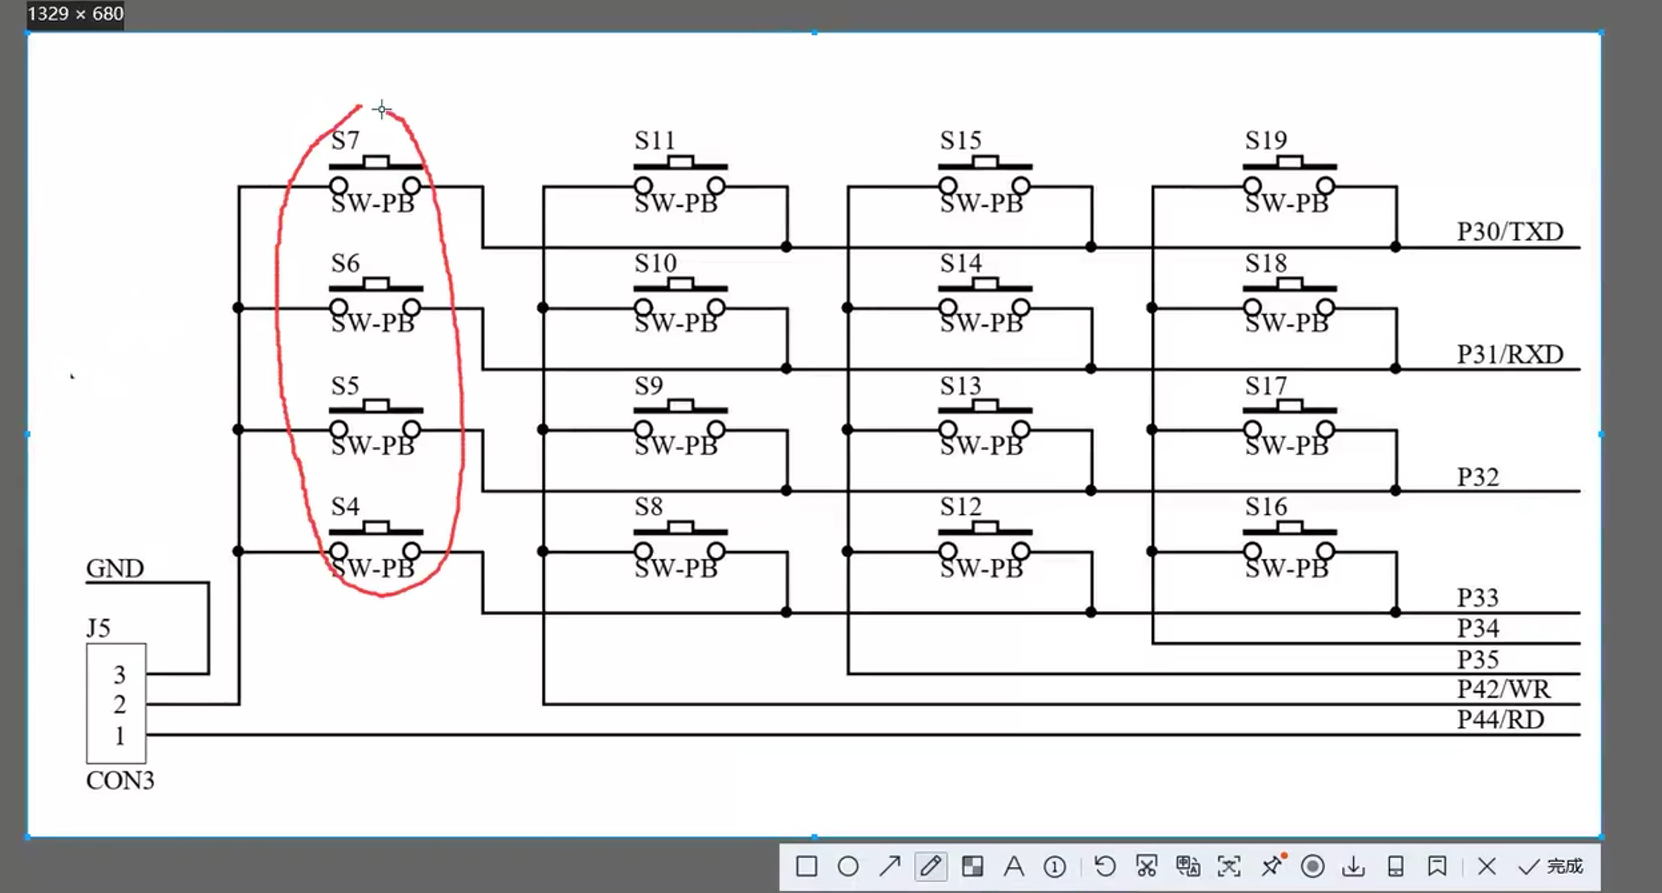 1329 × 680
S7 S11 S15 S19
SW-PB SW-PB SW-PB SW-PB
P30/TXD
S6 S10 S14 S18
SW-PB SW-PB SW-PB SW-PB
P31/RXD
S5 S9 S13 S17
SW-PB SW-PB SW-PB SW-PB
P32
S4 S8 S12 S16
SW-PB SW-PB SW-PB SW-PB
GND
P33
J5 P34
3 P35
2 P42/WR
1 P44/RD
CON3
完成